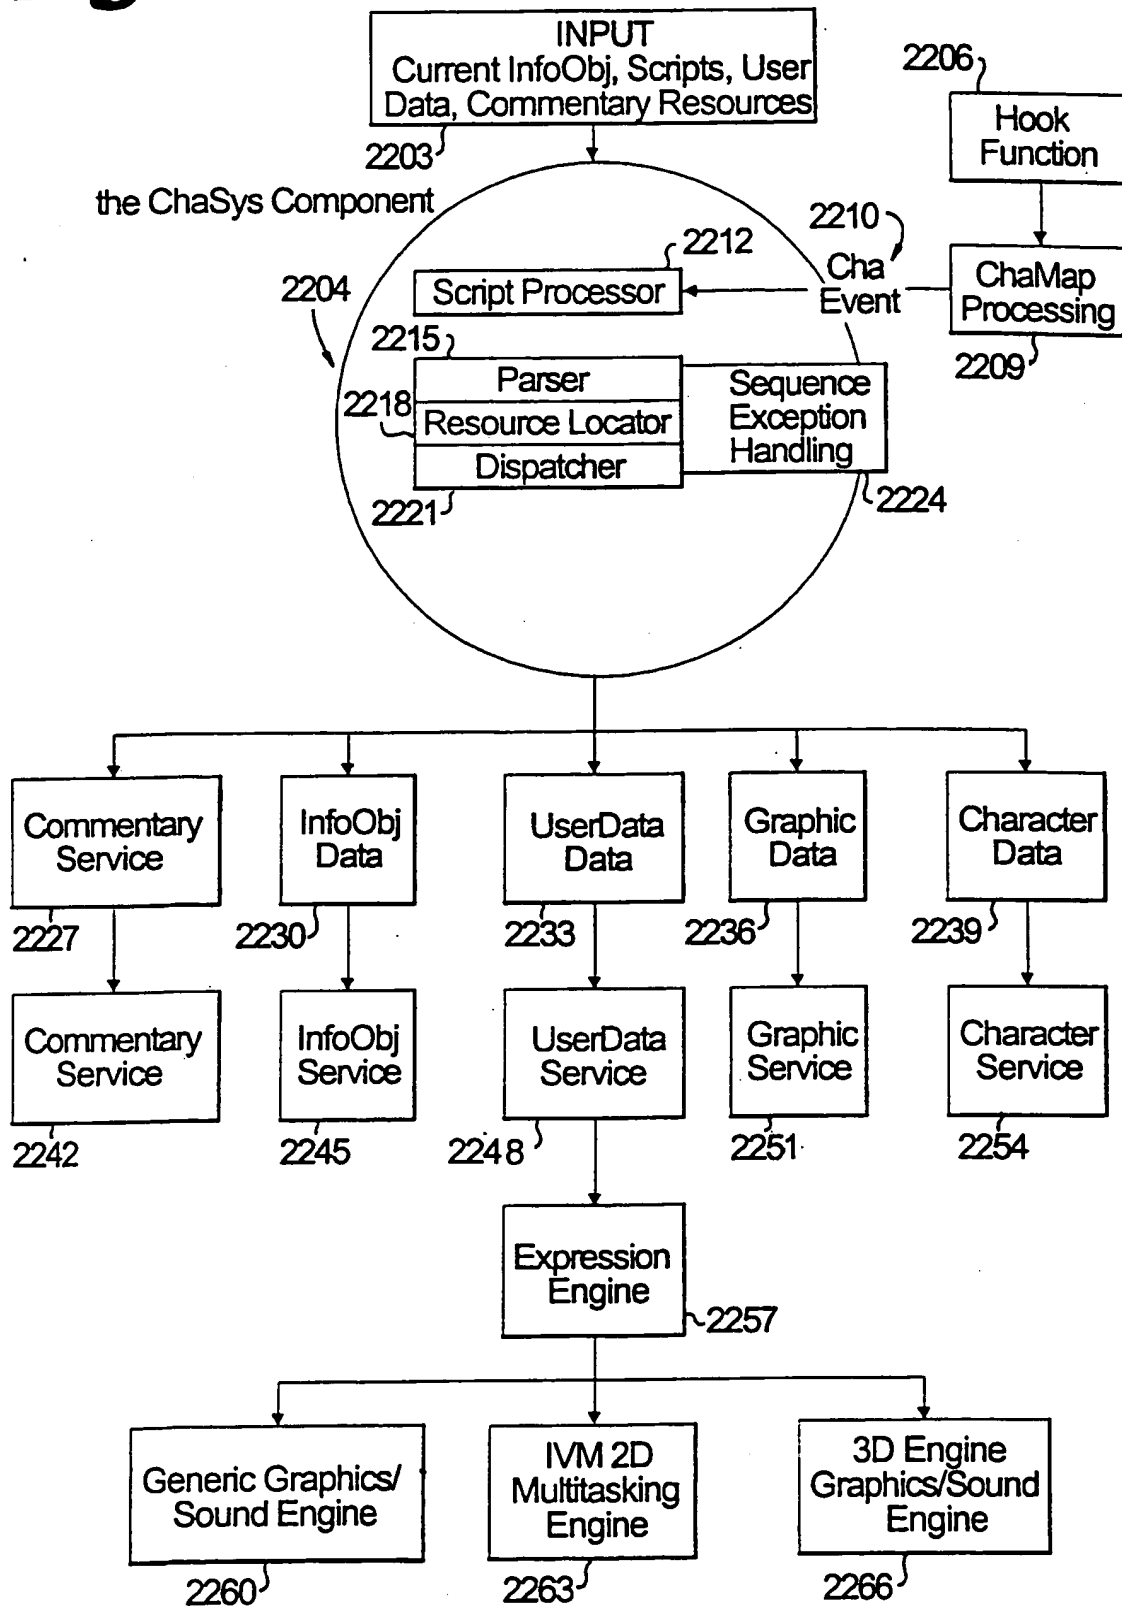 INPUT
Current InfoObj, Scripts, User
Data, Commentary Resources
2203
2206
Hook
Function
the ChaSys Component
2210
2212
2204
Script Processor
Cha
Event
ChaMap
Processing
2209
2215
Parser
2218
Resource Locator
Dispatcher
2221
Sequence
Exception
Handling
2224
Commentary
Service
2227
InfoObj
Data
2230
UserData
Data
2233
Graphic
Data
2236
Character
Data
2239
Commentary
Service
2242
InfoObj
Service
2245
UserData
Service
2248
Graphic
Service
2251
Character
Service
2254
Expression
Engine
2257
Generic Graphics/
Sound Engine
2260
IVM 2D
Multitasking
Engine
2263
3D Engine
Graphics/Sound
Engine
2266